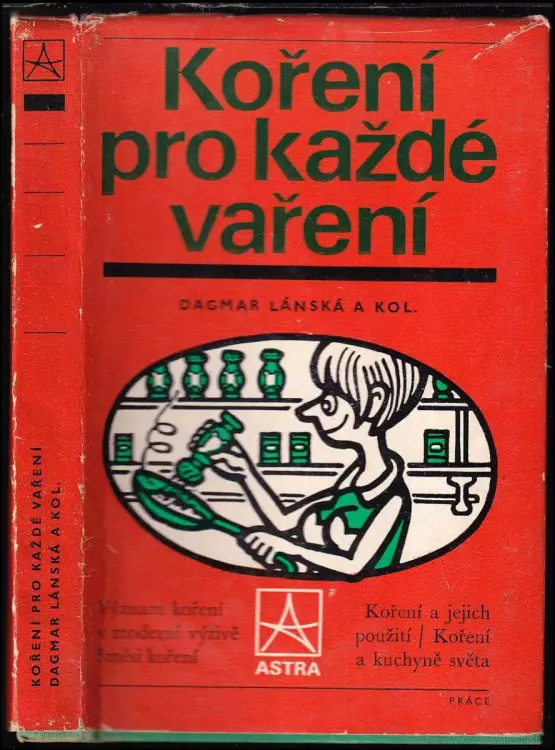 Koření
pro každé
vaření
DAGMAR LÁNSKÁ A KOL.
Význam koření
v moderní výživě
Směsi koření
ASTRA
Koření a jejich
použití / Koření
a kuchyně světa
PRÁCE
KOŘENÍ PRO KAŽDÉ VAŘENÍ
DAGMAR LÁNSKÁ A KOL.